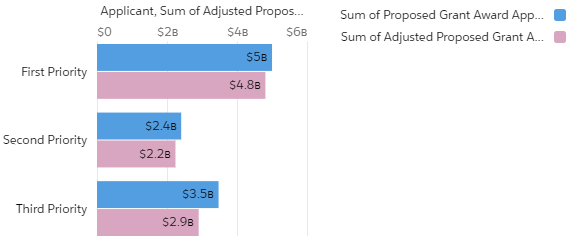 Applicant, Sum of Adjusted Propos...
Sum of Proposed Grant Award App...
Sum of Adjusted Proposed Grant A...
$0 $2B $4B $6B
First Priority
$5B
$4.8B
Second Priority
$2.4B
$2.2B
Third Priority
$3.5B
$2.9B